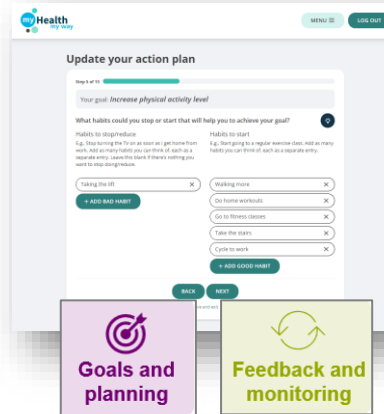 myHealth
my way
MENU ☰
LOG OUT
Update your action plan
Step 5 of 15
Your goal: Increase physical activity level
What habits could you stop or start that will help you to achieve your goal?
Habits to stop/reduce
E.g., Stop turning the TV on as soon as I get home from
work. Add as many habits you can think of, each as a
separate entry. Leave this blank if there's nothing you
want to stop doing/reduce.
Taking the lift
+ ADD BAD HABIT
Habits to start
E.g., Start going to a regular exercise class. Add as many
habits you can think of, each as a separate entry.
Walking more
Do home workouts
Go to fitness classes
Take the stairs
Cycle to work
+ ADD GOOD HABIT
BACK
NEXT
Goals and
planning
Feedback and
monitoring